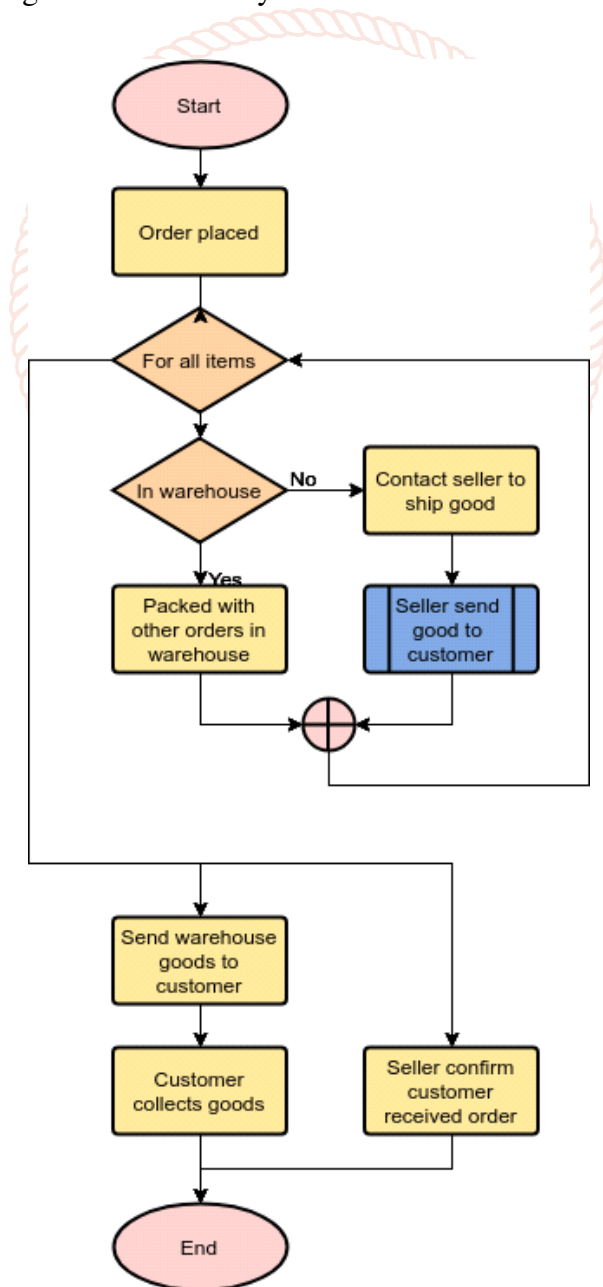 Start
Order placed
For all items
In warehouse
No
Contact seller to
ship good
Yes
Packed with
other orders in
warehouse
Seller send
good to
customer
Send warehouse
goods to
customer
Customer
collects goods
Seller confirm
customer
received order
End